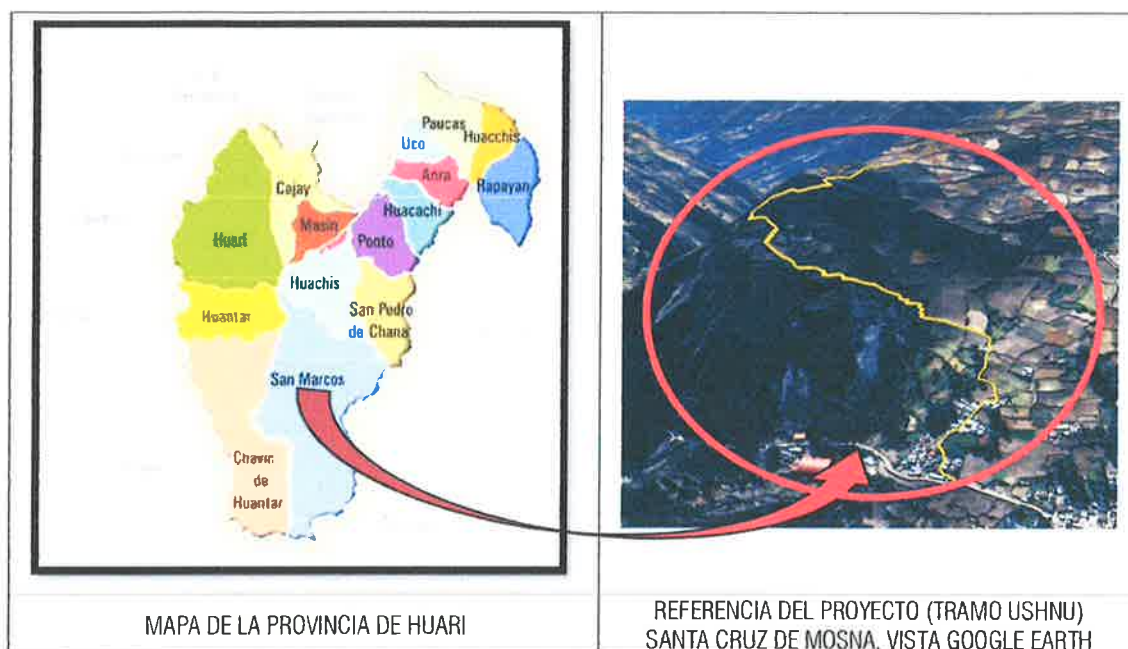 Paucas
Huacchis
Uco
Anra
Rapayan
Cajay
Huacachi
Masin
Huari
Ponto
Huachis
Huantar
San Pedro
de Chana
San Marcos
Chavin
de
Huantar
MAPA DE LA PROVINCIA DE HUARI
REFERENCIA DEL PROYECTO (TRAMO USHNU)
SANTA CRUZ DE MOSNA. VISTA GOOGLE EARTH